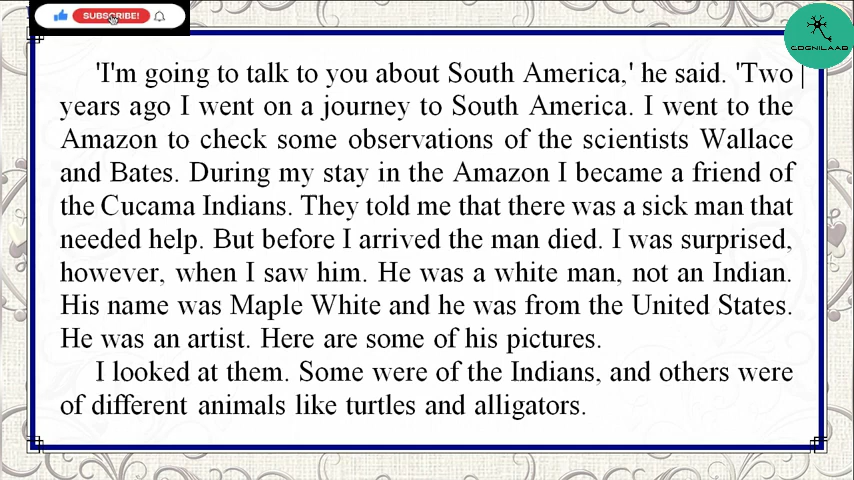 SUBSCRIBE!
COGNILAAB
'I'm going to talk to you about South America,' he said. 'Two
years ago I went on a journey to South America. I went to the
Amazon to check some observations of the scientists Wallace
and Bates. During my stay in the Amazon I became a friend of
the Cucama Indians. They told me that there was a sick man that
needed help. But before I arrived the man died. I was surprised,
however, when I saw him. He was a white man, not an Indian.
His name was Maple White and he was from the United States.
He was an artist. Here are some of his pictures.
I looked at them. Some were of the Indians, and others were
of different animals like turtles and alligators.